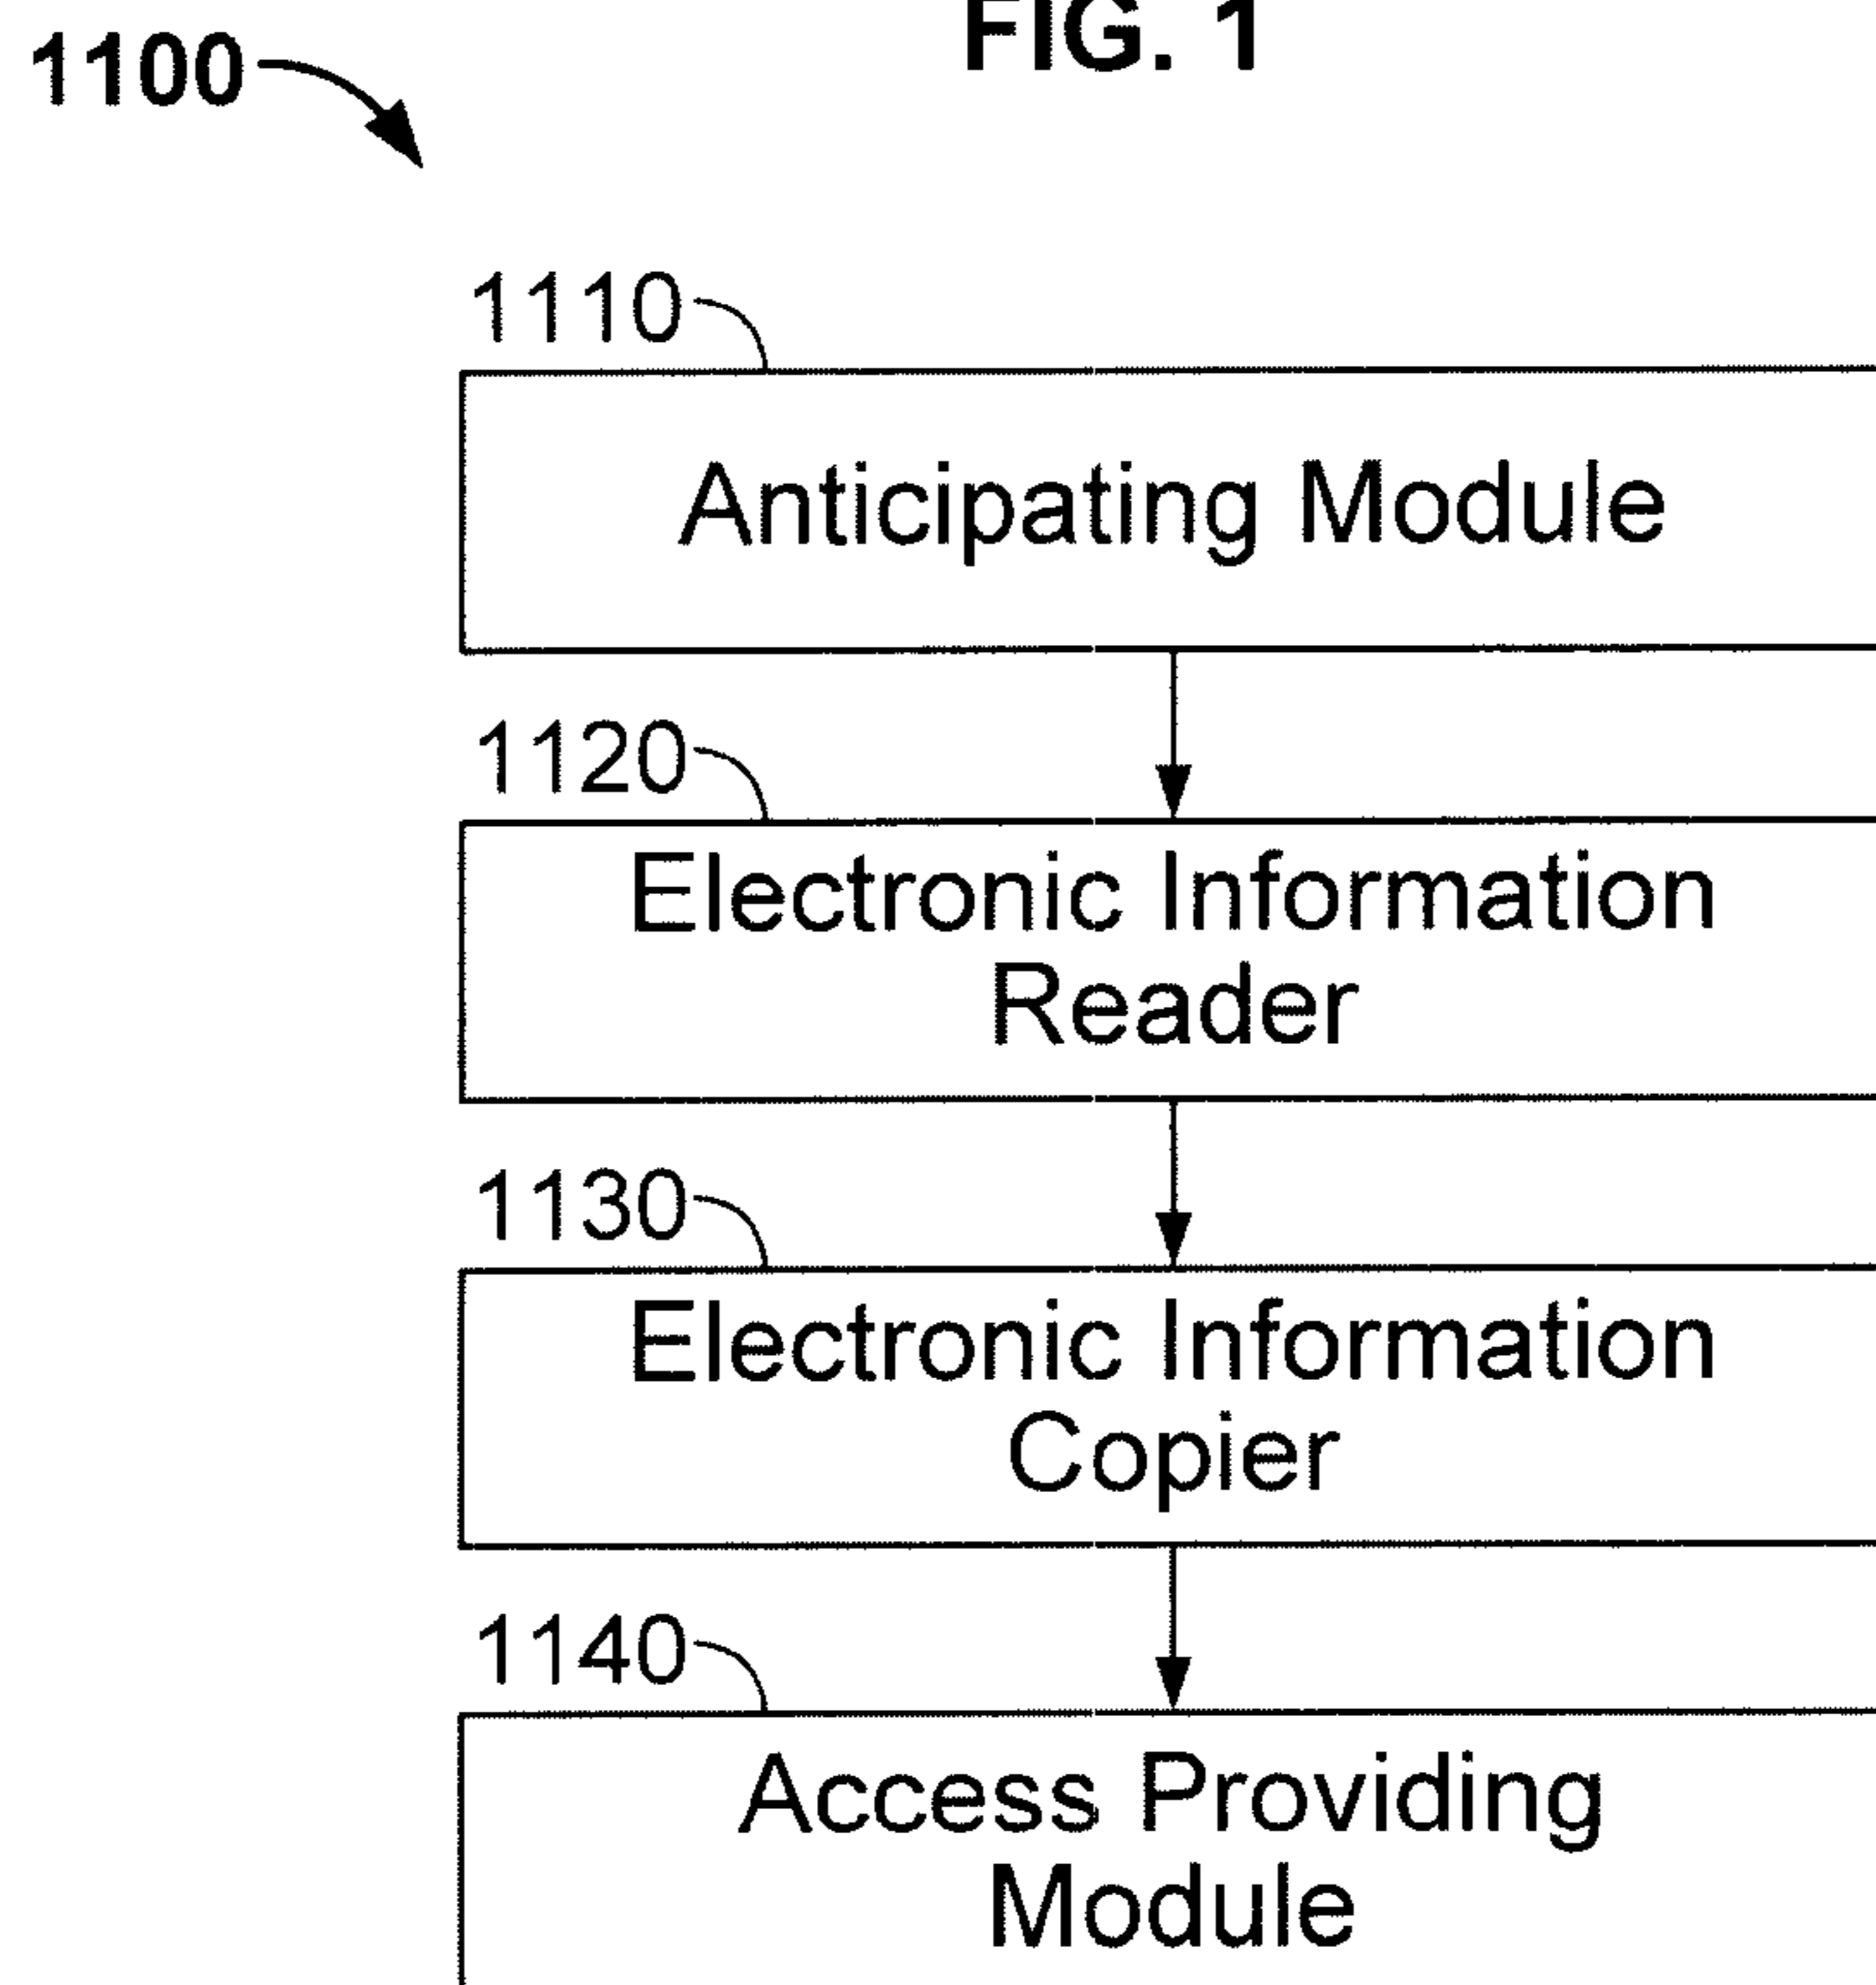 FIG. 1
1100
1110
Anticipating Module
1120
Electronic Information
Reader
1130
Electronic Information
Copier
1140
Access Providing
Module